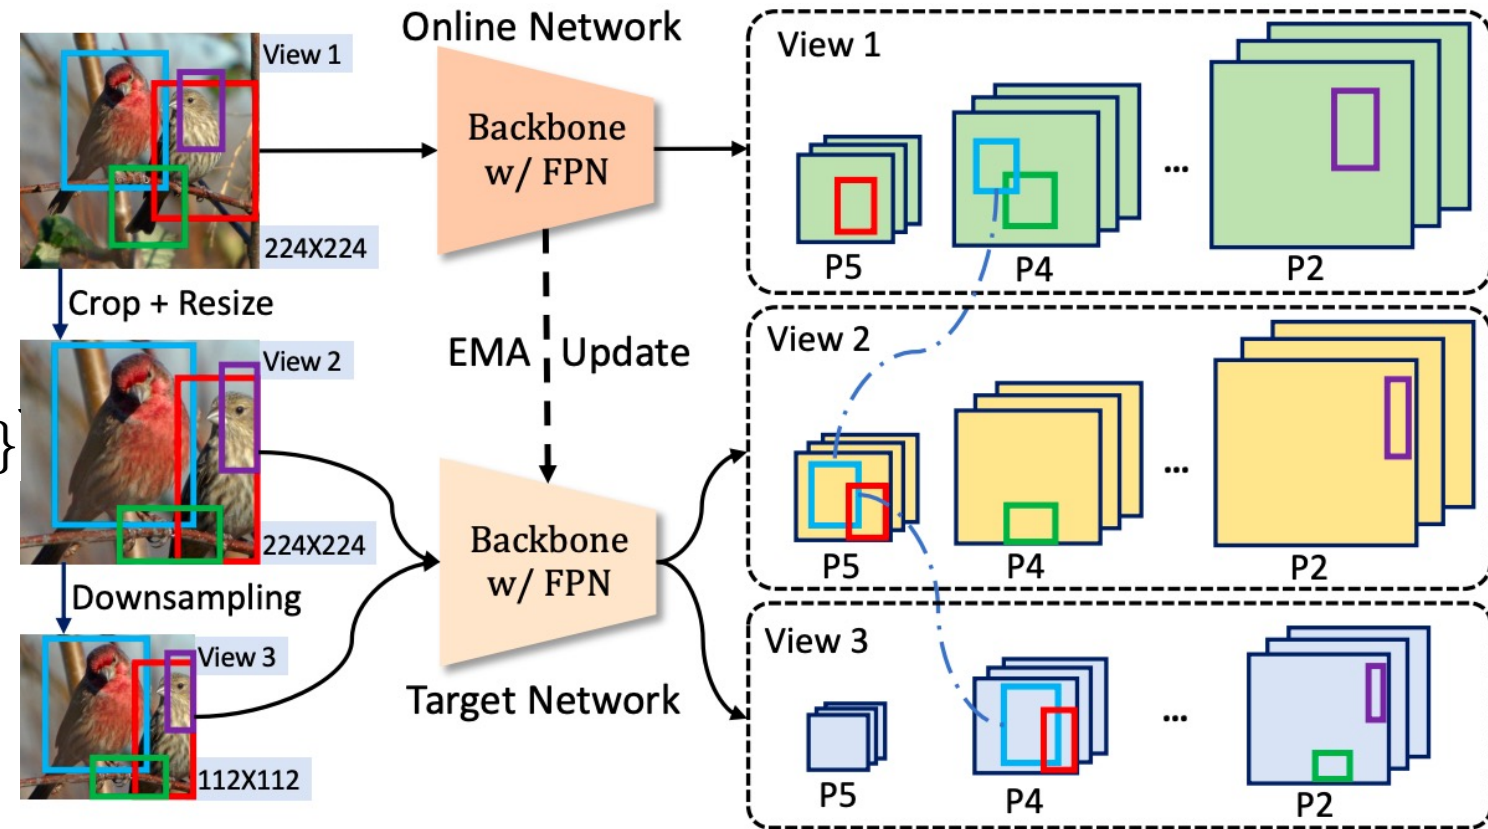 Online Network
View 1
View 1
Backbone
w/ FPN
...
224X224
P5
P4
P2
Crop + Resize
View 2
View 2
EMA Update
}
...
224X224
Backbone
w/ FPN
P5
P4
P2
Downsampling
View 3
View 3
Target Network
...
112X112
P5
P4
P2